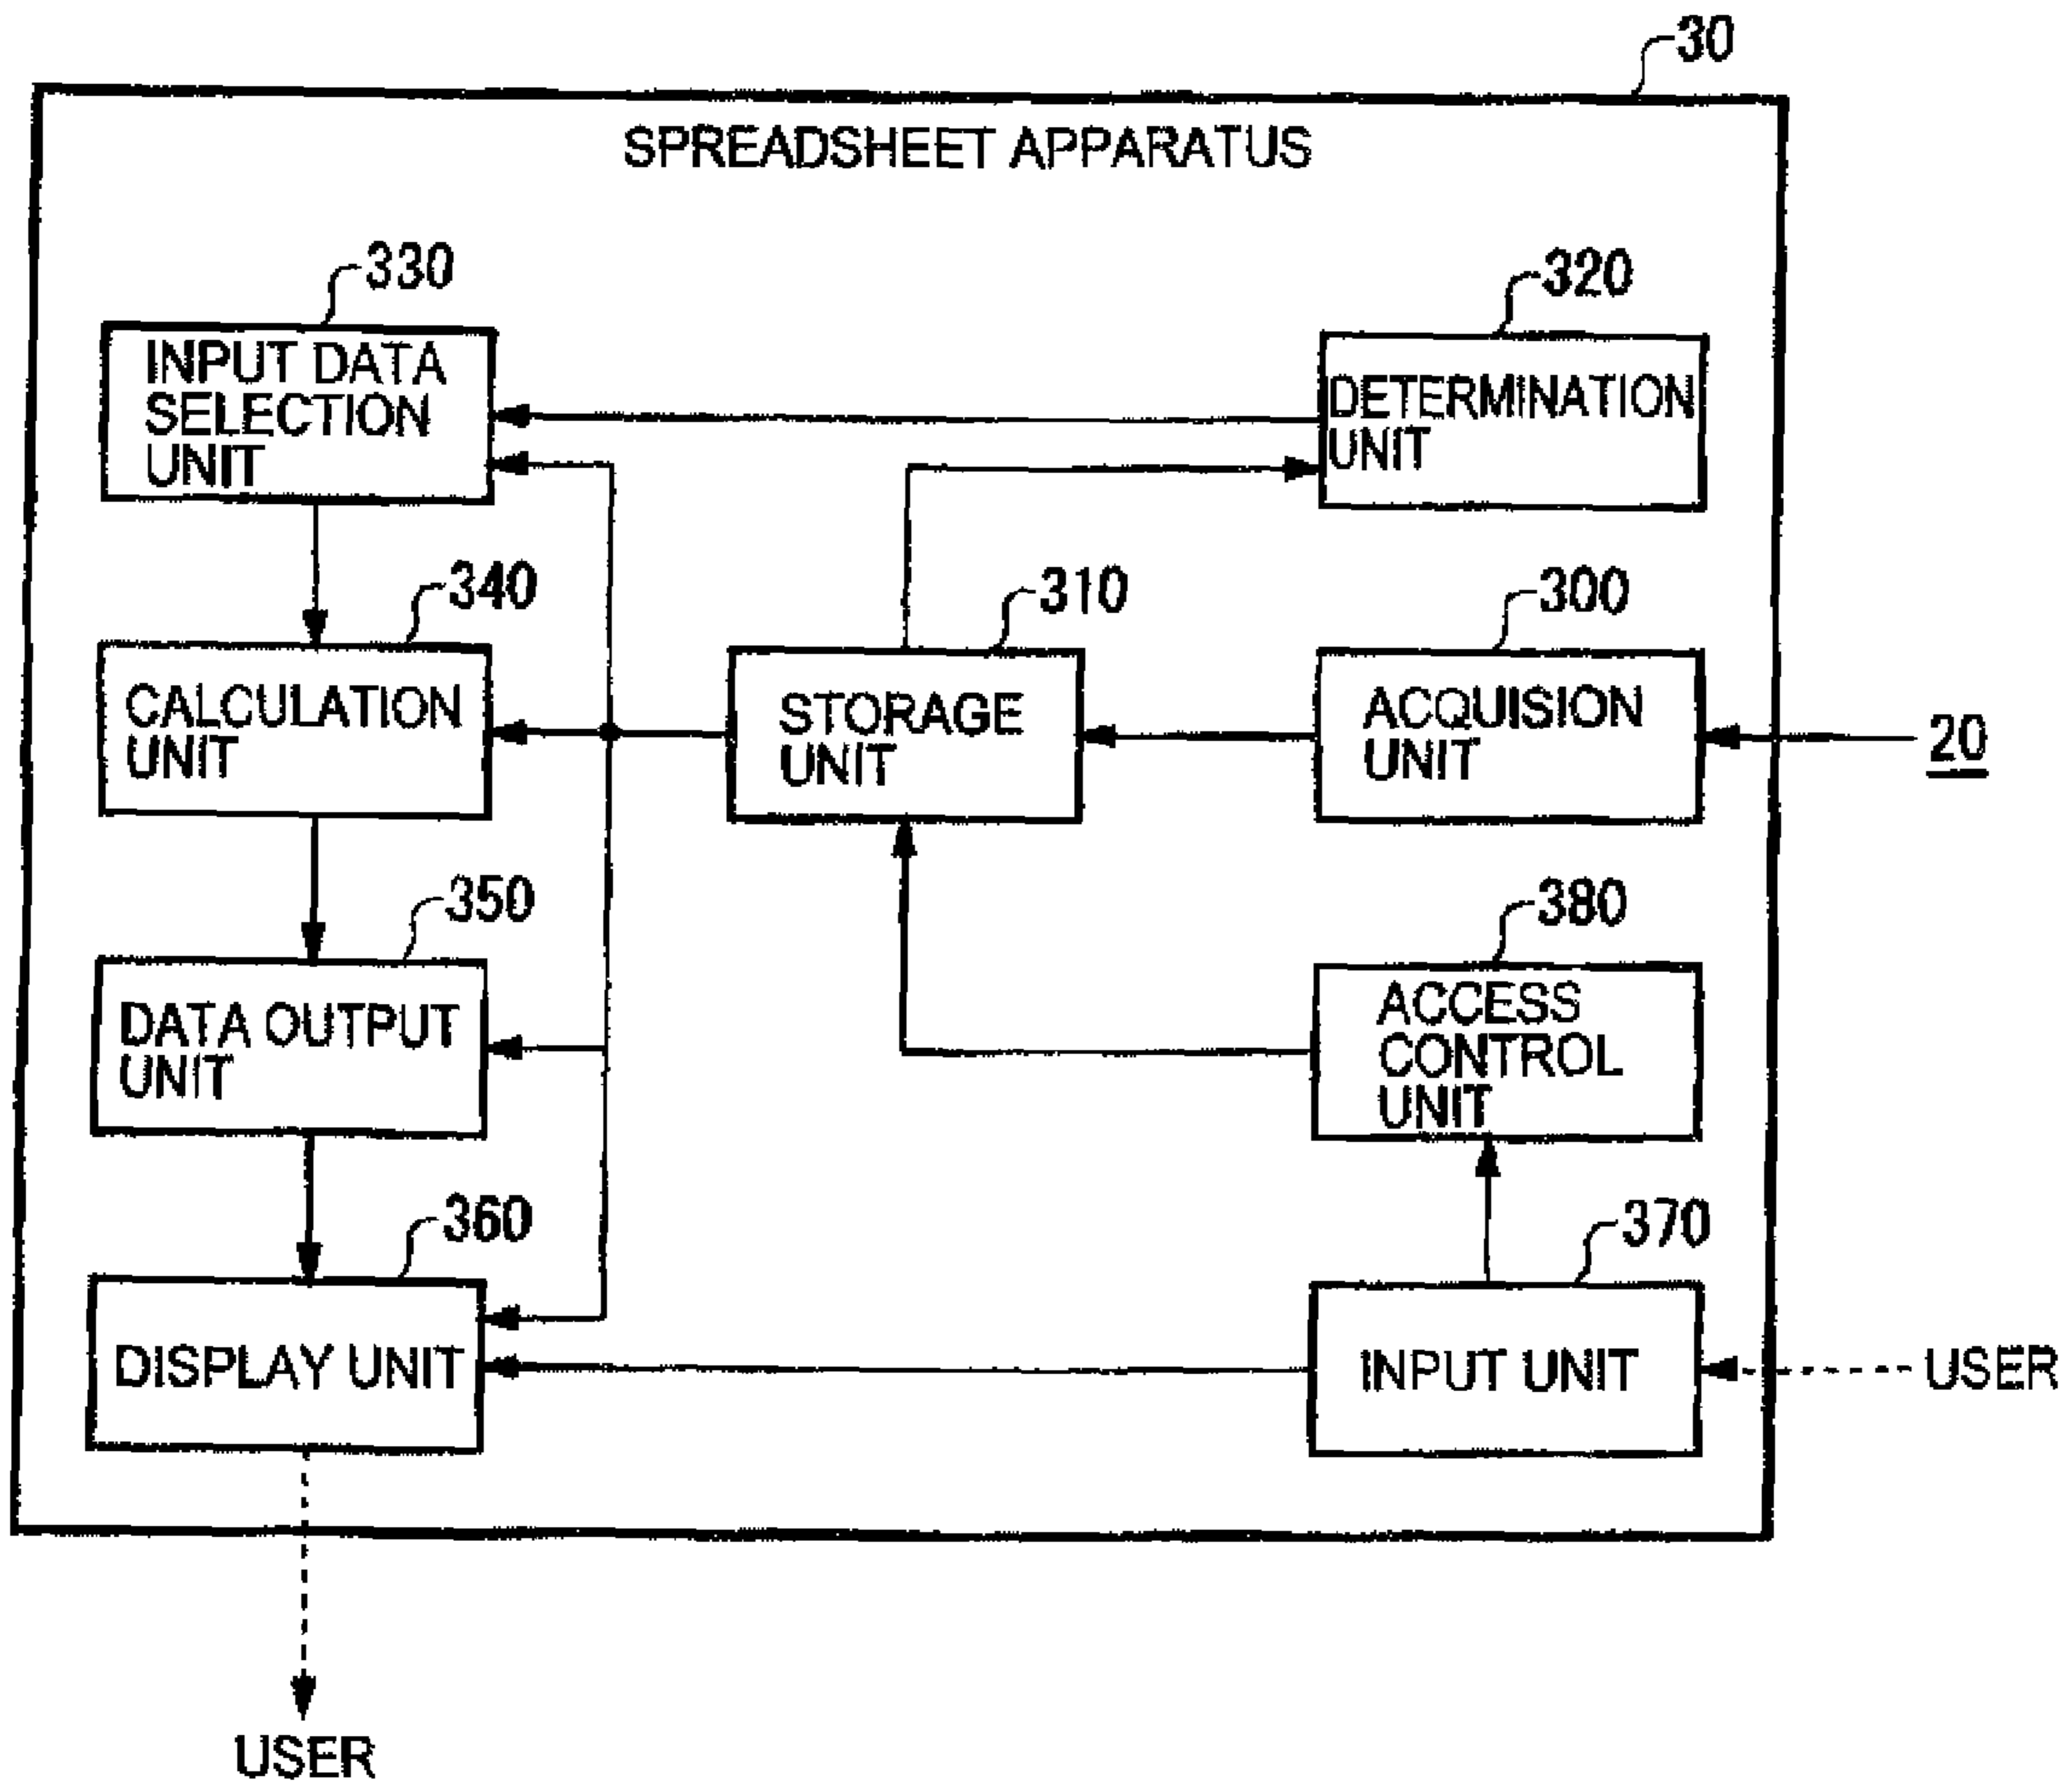 30
SPREADSHEET APPARATUS
330
INPUT DATA
SELECTION
UNIT
320
DETERMINATION
UNIT
340
CALCULATION
UNIT
310
STORAGE
UNIT
300
ACQUISION
UNIT
20
350
DATA OUTPUT
UNIT
380
ACCESS
CONTROL
UNIT
360
DISPLAY UNIT
370
INPUT UNIT
USER
USER